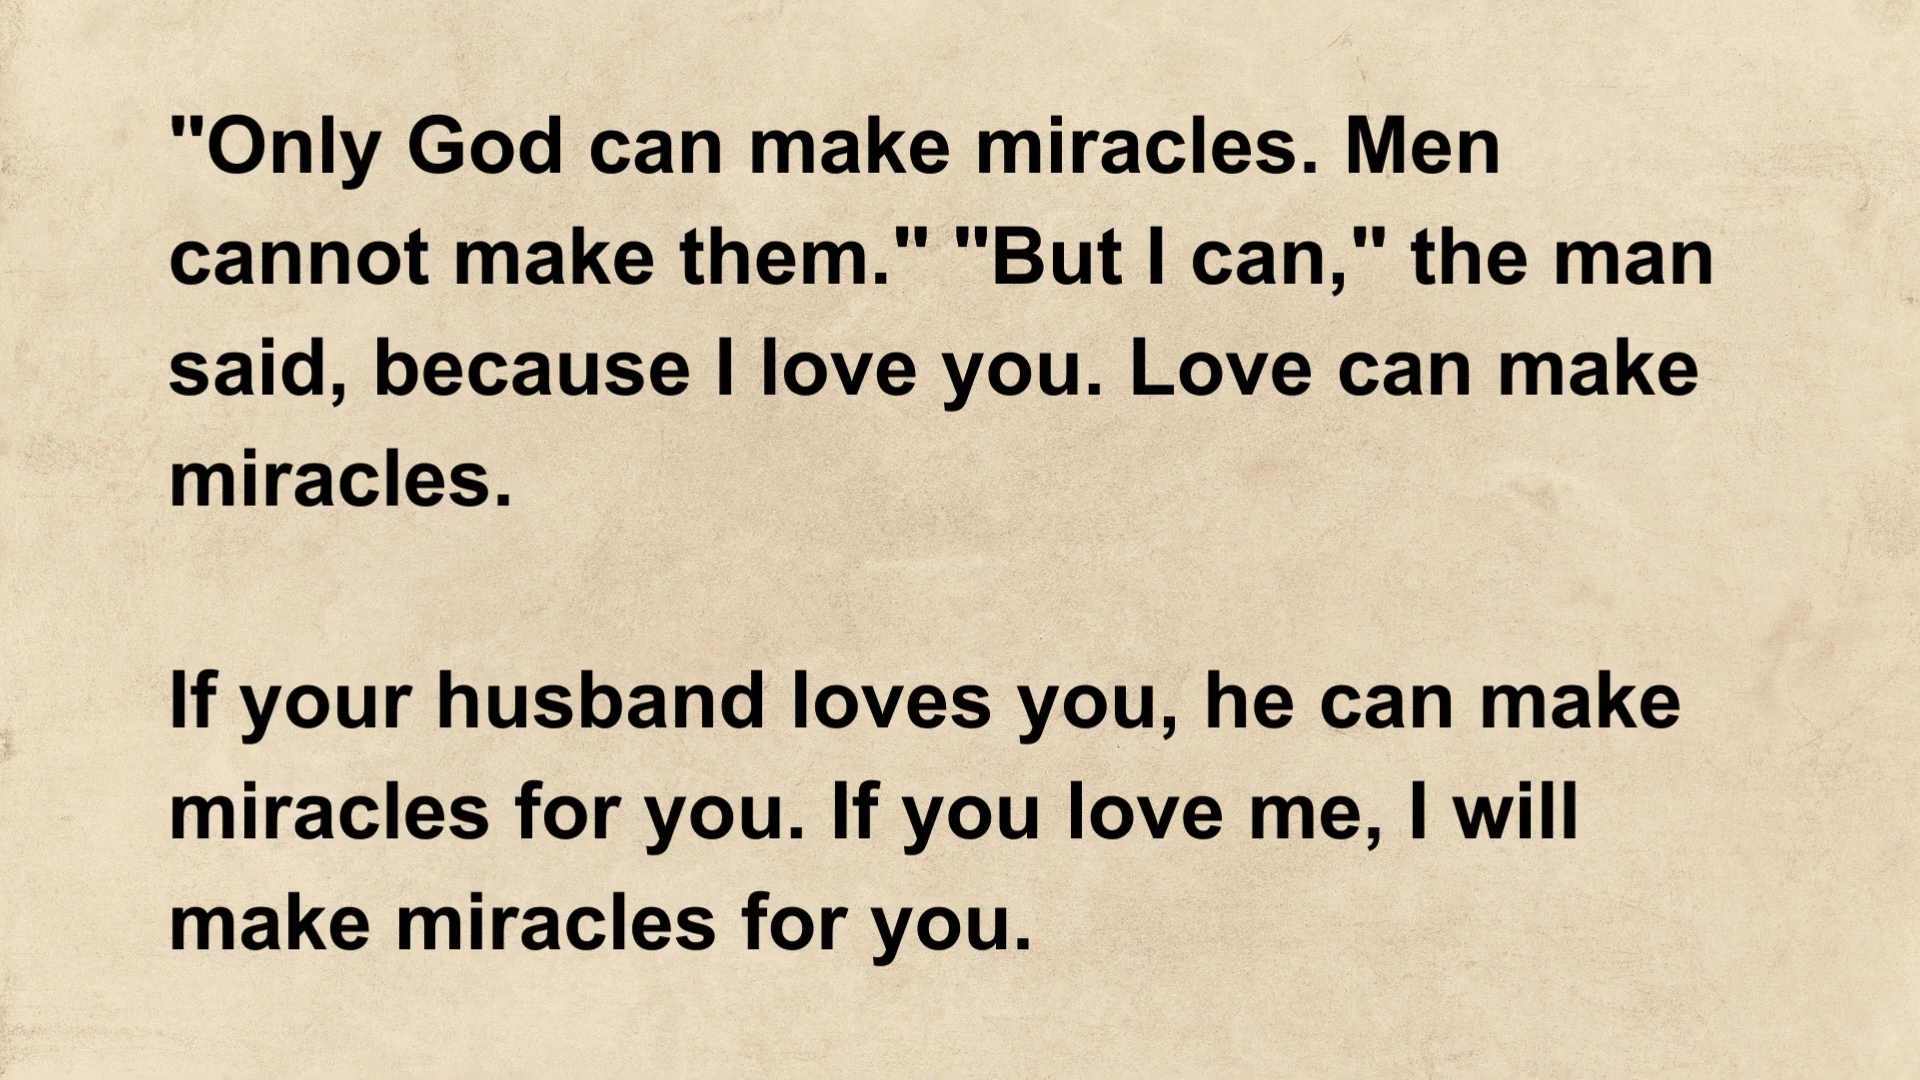 "Only God can make miracles. Men
cannot make them." "But I can," the man
said, because I love you. Love can make
miracles.
If your husband loves you, he can make
miracles for you. If you love me, I will
make miracles for you.